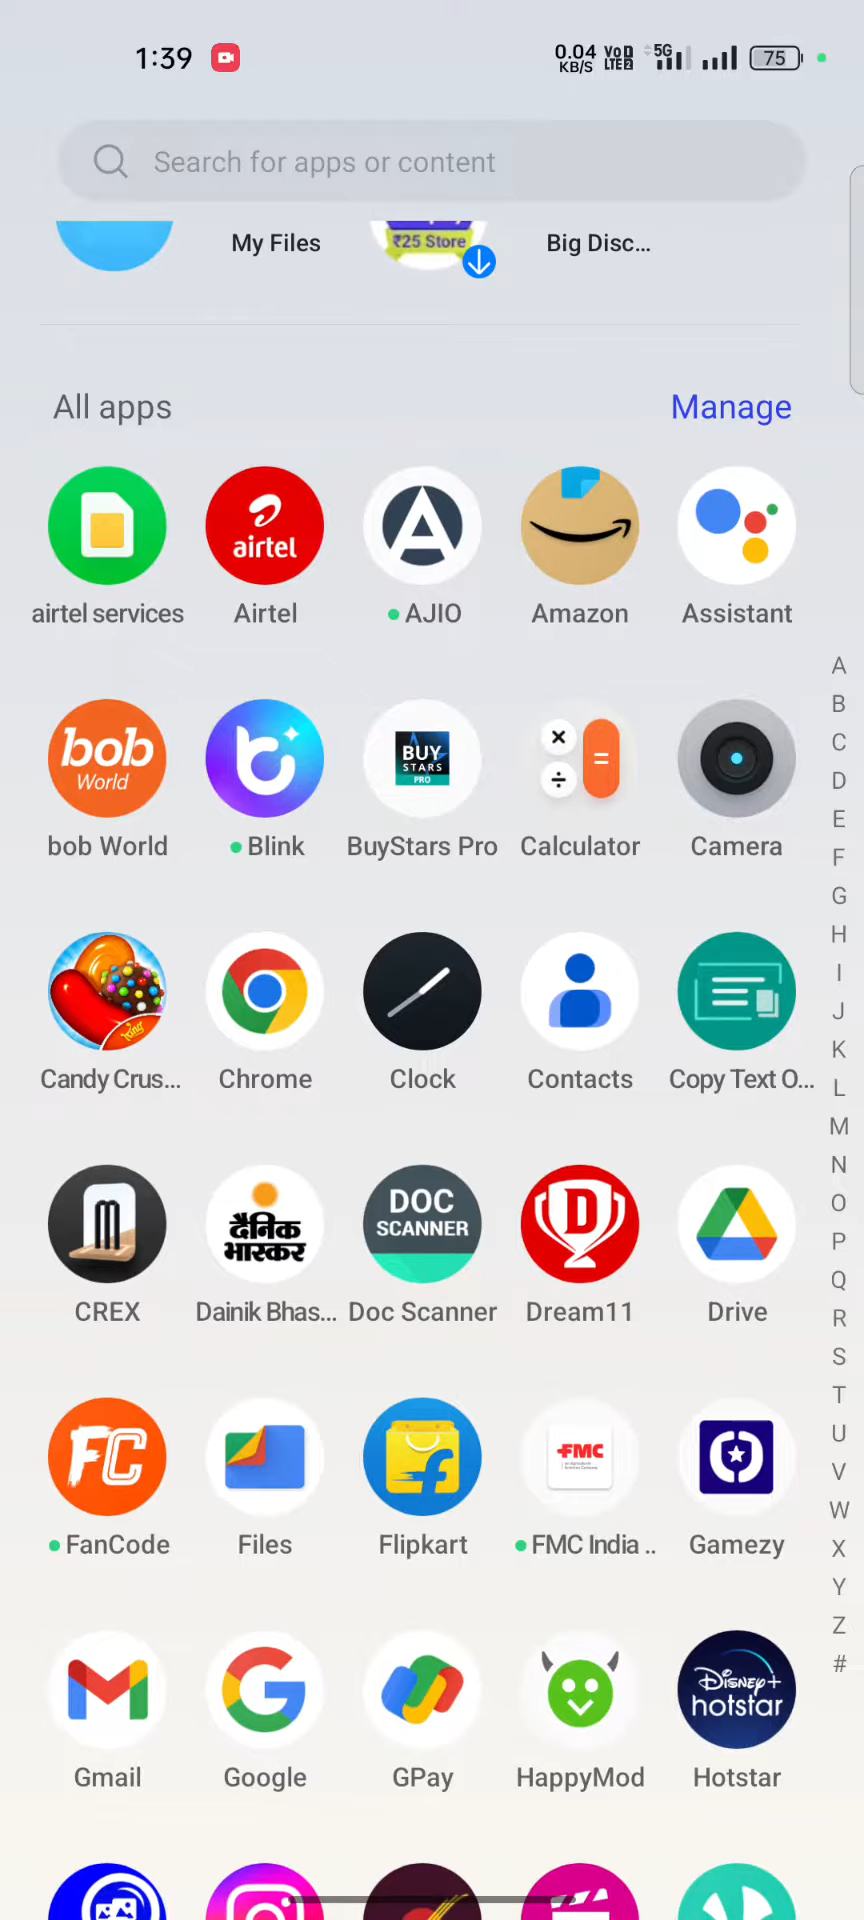 1:39 0.04 KB/S VoD LTE2 5G 75
Search for apps or content
My Files ₹25 Store Big Disc...
All apps Manage
airtel
airtel services Airtel AJIO Amazon Assistant
bob World BUY STARS PRO
bob World Blink BuyStars Pro Calculator Camera
King
Candy Crus... Chrome Clock Contacts Copy Text O...
दैनिक भास्कर DOC SCANNER D
CREX Dainik Bhas... Doc Scanner Dream11 Drive
FC FMC
FanCode Files Flipkart FMC India .. Gamezy
Disney+ hotstar
Gmail Google GPay HappyMod Hotstar
A
B
C
D
E
F
G
H
I
J
K
L
M
N
O
P
Q
R
S
T
U
V
W
X
Y
Z
#